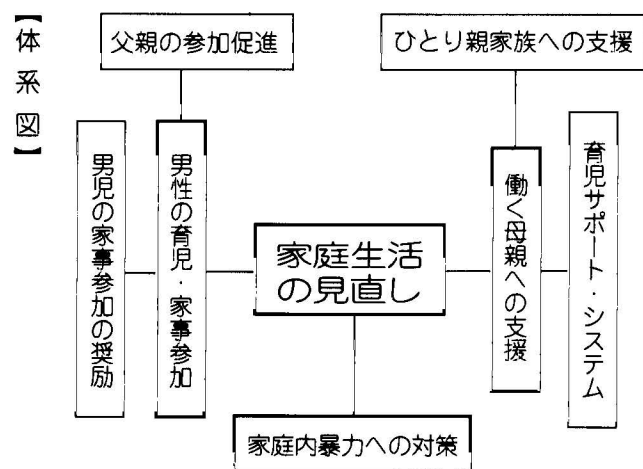 【体系図】
父親の参加促進
ひとり親家族への支援
男児の家事参加の奨励
男性の育児・家事参加
家庭生活
の見直し
働く母親への支援
育児サポート・システム
家庭内暴力への対策